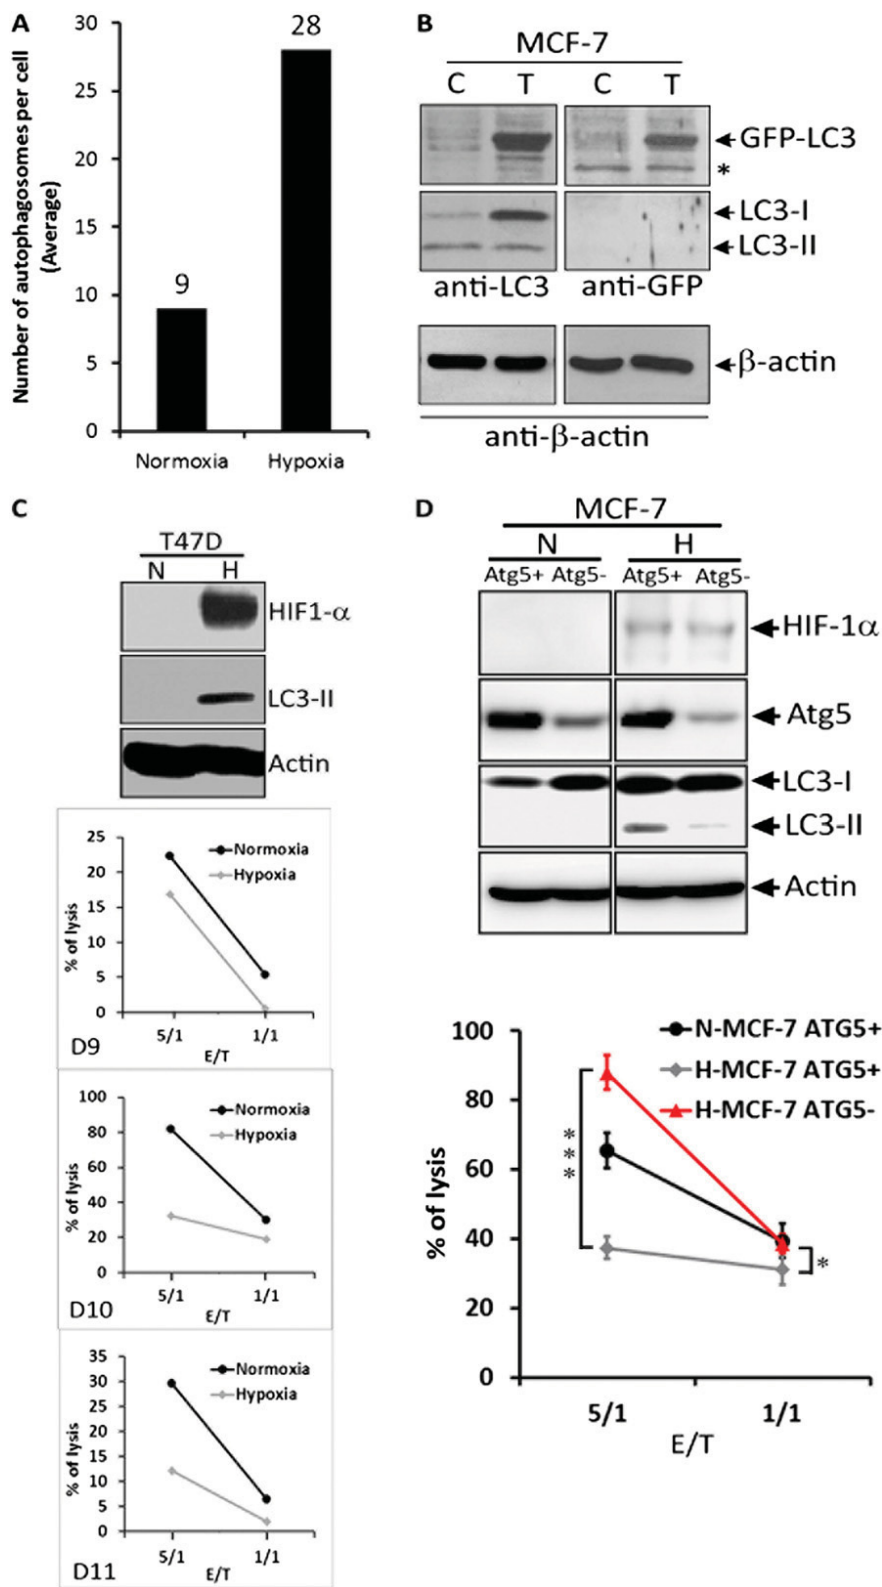 A
Number of autophagosomes per cell
(Average)
30
25
20
15
10
5
0
9
28
Normoxia Hypoxia
B
MCF-7
C T C T
GFP-LC3
*
LC3-I
LC3-II
anti-LC3 anti-GFP
β-actin
anti-β-actin
C
T47D
N H
HIF1-α
LC3-II
Actin
% of lysis
25
20
15
10
5
0
Normoxia
Hypoxia
5/1 1/1
E/T
D9
% of lysis
100
80
60
40
20
0
Normoxia
Hypoxia
5/1 1/1
E/T
D10
% of lysis
35
30
25
20
15
10
5
0
Normoxia
Hypoxia
5/1 1/1
E/T
D11
D
MCF-7
N H
Atg5+ Atg5- Atg5+ Atg5-
HIF-1α
Atg5
LC3-I
LC3-II
Actin
% of lysis
100
80
60
40
20
0
N-MCF-7 ATG5+
H-MCF-7 ATG5+
H-MCF-7 ATG5-
***
*
5/1 1/1
E/T